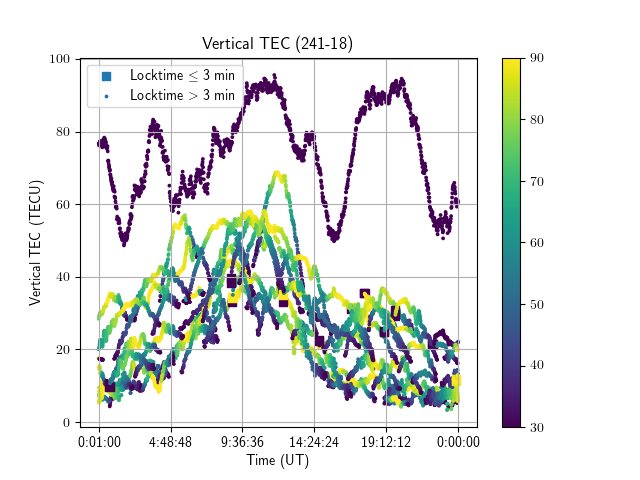 Vertical TEC (241-18)
Locktime ≤ 3 min
Locktime > 3 min
Vertical TEC (TECU)
100
80
60
40
20
0
0:01:00 4:48:48 9:36:36 14:24:24 19:12:12 0:00:00
Time (UT)
90
80
70
60
50
40
30